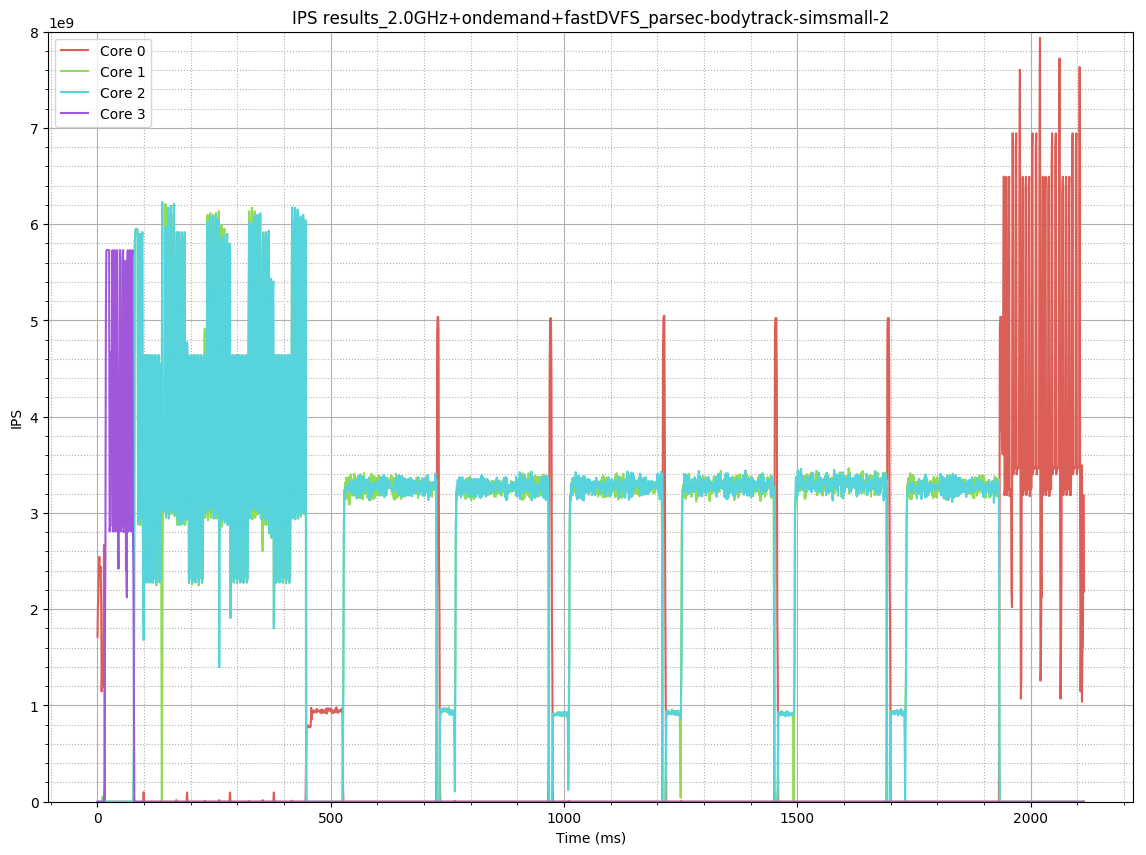 IPS results_2.0GHz+ondemand+fastDVFS_parsec-bodytrack-simsmall-2
1e9
8
7
6
5
4
3
2
1
0
IPS
Core 0
Core 1
Core 2
Core 3
0 500 1000 1500 2000
Time (ms)